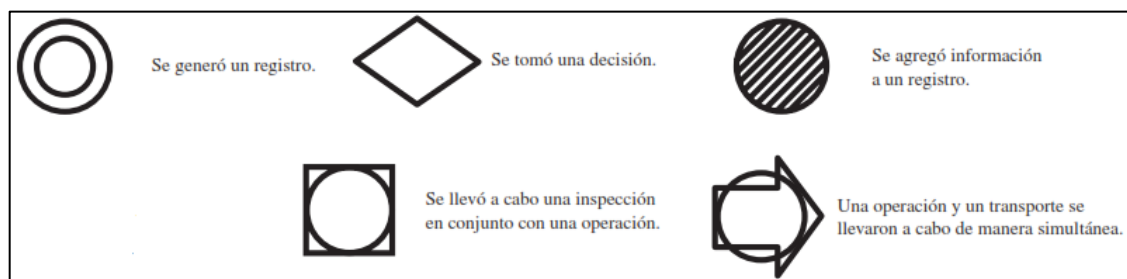 Se generó un registro.
Se tomó una decisión.
Se agregó información
a un registro.
Se llevó a cabo una inspección
en conjunto con una operación.
Una operación y un transporte se
llevaron a cabo de manera simultánea.